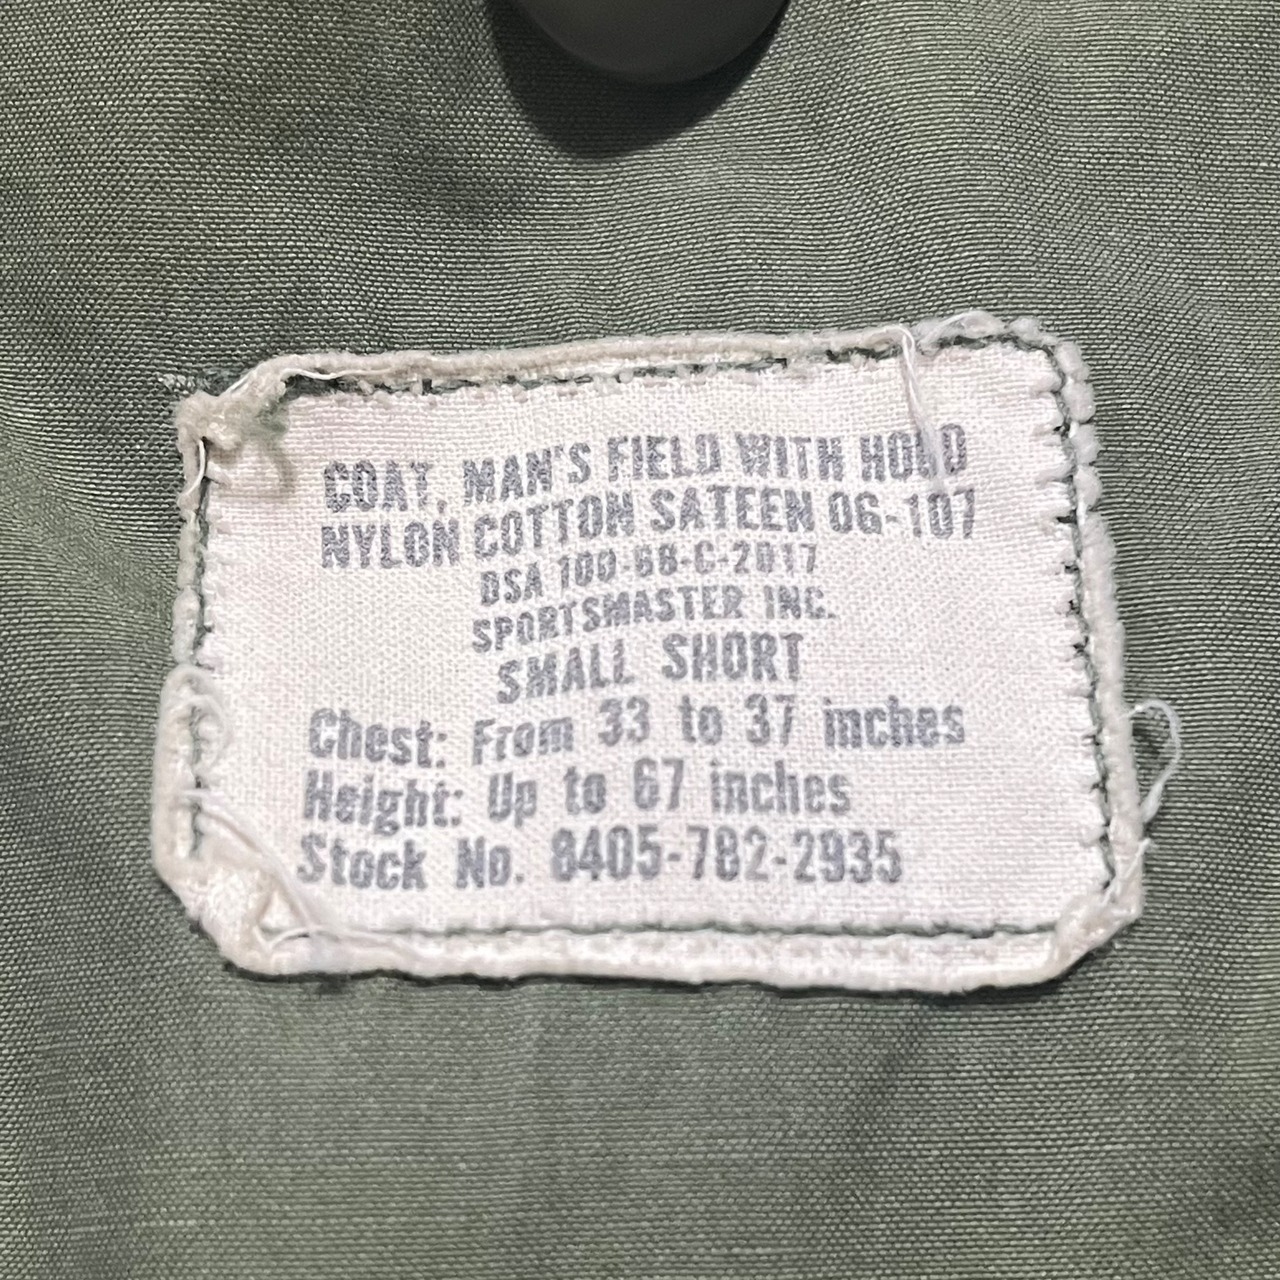 COAT, MAN'S FIELD WITH HOOD
NYLON COTTON SATEEN OG-107
DSA 100-68-C-2017
SPORTSMASTER INC.
SMALL SHORT
Chest: From 33 to 37 inches
Height: Up to 67 inches
Stock No. 8405-782-2935